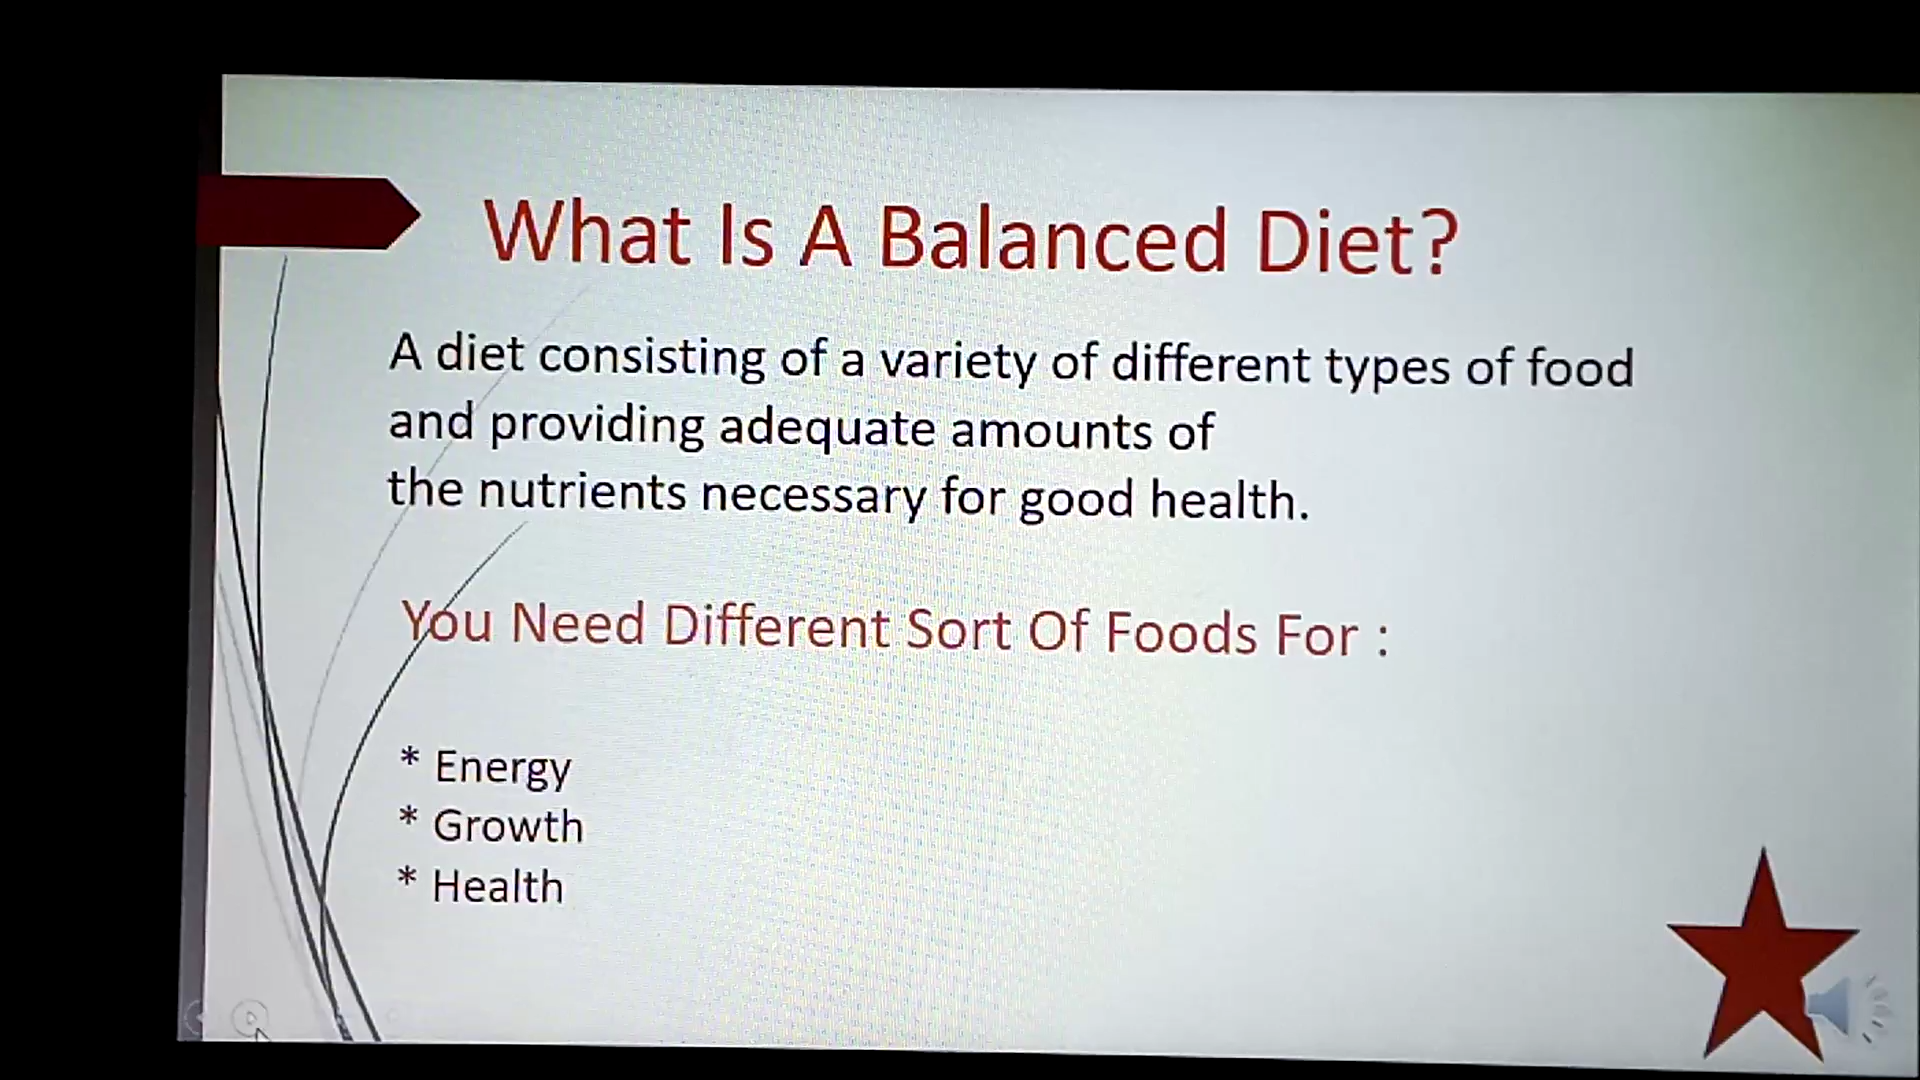 What Is A Balanced Diet?
A diet consisting of a variety of different types of food
and providing adequate amounts of
the nutrients necessary for good health.
You Need Different Sort Of Foods For :
* Energy
* Growth
* Health